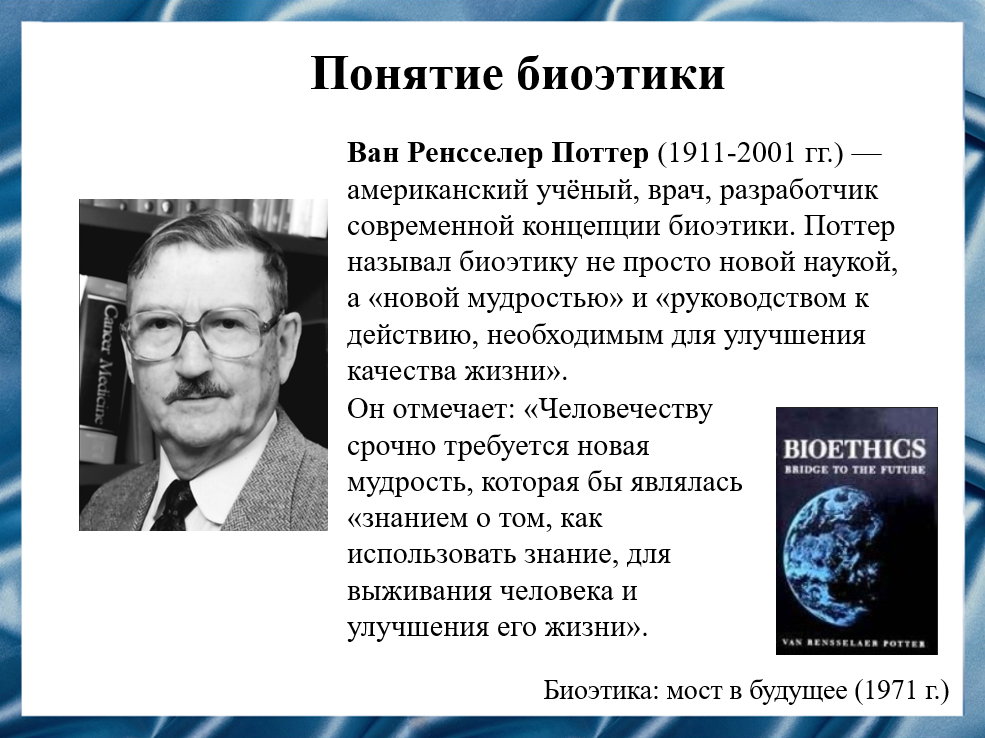 Понятие биоэтики
Ван Ренсселер Поттер (1911-2001 гг.) —
американский учёный, врач, разработчик
современной концепции биоэтики. Поттер
называл биоэтику не просто новой наукой,
а «новой мудростью» и «руководством к
действию, необходимым для улучшения
качества жизни».
Он отмечает: «Человечеству
срочно требуется новая
мудрость, которая бы являлась
«знанием о том, как
использовать знание, для
выживания человека и
улучшения его жизни».
Cancer Medicine
BIOETHICS
BRIDGE TO THE FUTURE
VAN RENSSELAER POTTER
Биоэтика: мост в будущее (1971 г.)